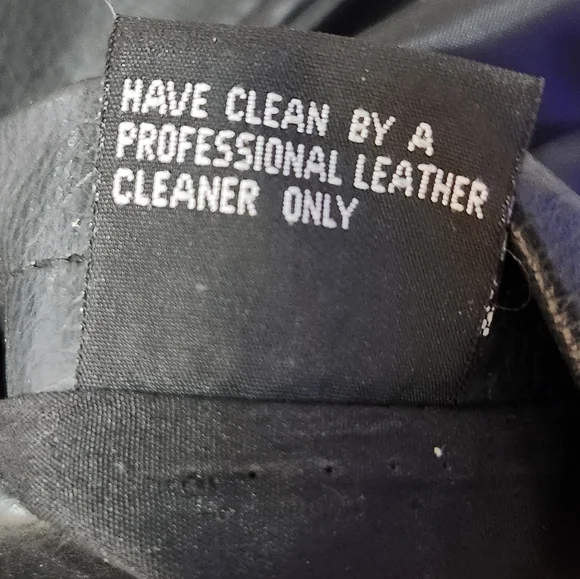 HAVE CLEAN BY A
PROFESSIONAL LEATHER
CLEANER ONLY